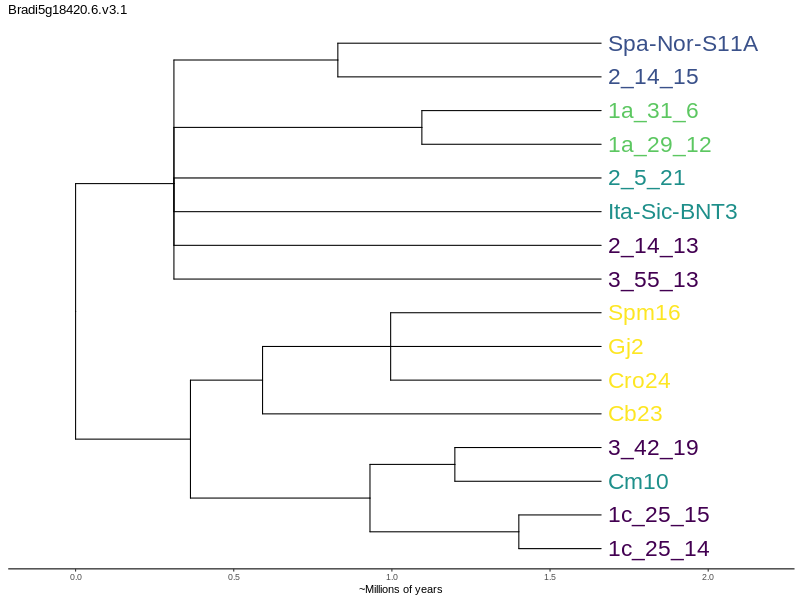 Bradi5g18420.6.v3.1
Spa-Nor-S11A
2_14_15
1a_31_6
1a_29_12
2_5_21
Ita-Sic-BNT3
2_14_13
3_55_13
Spm16
Gj2
Cro24
Cb23
3_42_19
Cm10
1c_25_15
1c_25_14
0.0 0.5 1.0 1.5 2.0
~Millions of years